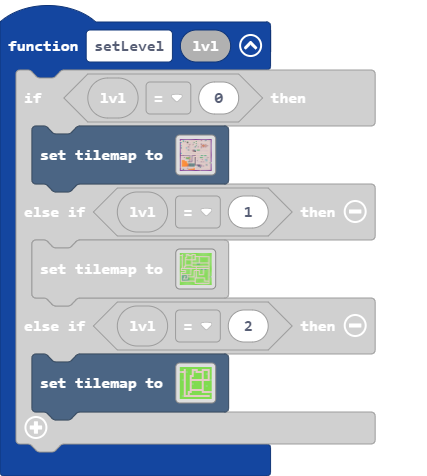 function setLevel lvl
if lvl = 0 then
set tilemap to
else if lvl = 1 then
set tilemap to
else if lvl = 2 then
set tilemap to